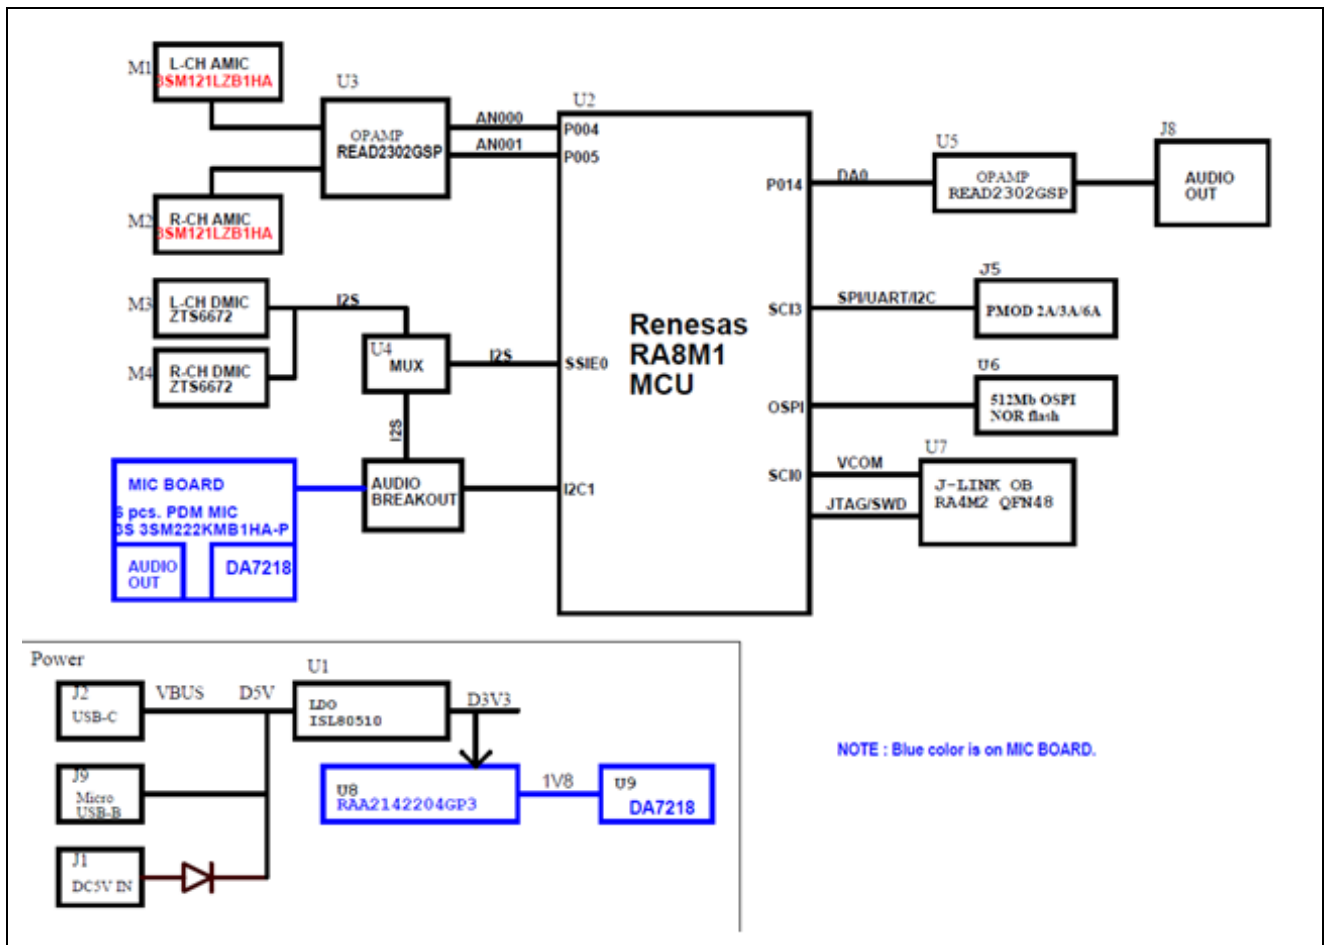 M1
L-CH AMIC
3SM121LZB1HA
U3
OPAMP
READ2302GSP
M2
R-CH AMIC
3SM121LZB1HA
AN000
AN001
U2
P004
P005
P014
DA0
U5
OPAMP
READ2302GSP
J8
AUDIO
OUT
M3
L-CH DMIC
ZTS6672
M4
R-CH DMIC
ZTS6672
I2S
U4
MUX
I2S
SSIE0
I2S
Renesas
RA8M1
MCU
SCI3
SPI/UART/I2C
J5
PMOD 2A/3A/6A
OSPI
U6
512Mb OSPI
NOR flash
SCI0
VCOM
JTAG/SWD
U7
J-LINK OB
RA4M2 QFN48
MIC BOARD
6 pcs. PDM MIC
3S 3SM222KMB1HA-P
AUDIO
OUT
DA7218
AUDIO
BREAKOUT
I2C1
Power
J2
USB-C
VBUS
D5V
U1
LDO
ISL80510
D3V3
J9
Micro
USB-B
U8
RAA2142204GP3
1V8
U9
DA7218
J1
DC5V IN
NOTE : Blue color is on MIC BOARD.